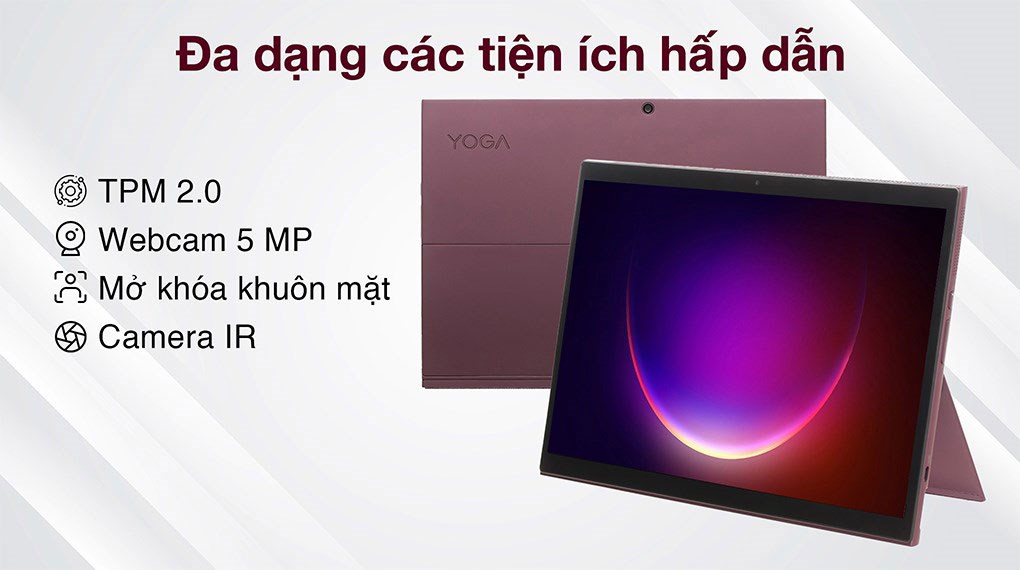 Đa dạng các tiện ích hấp dẫn
YOGA
TPM 2.0
Webcam 5 MP
Mở khóa khuôn mặt
Camera IR